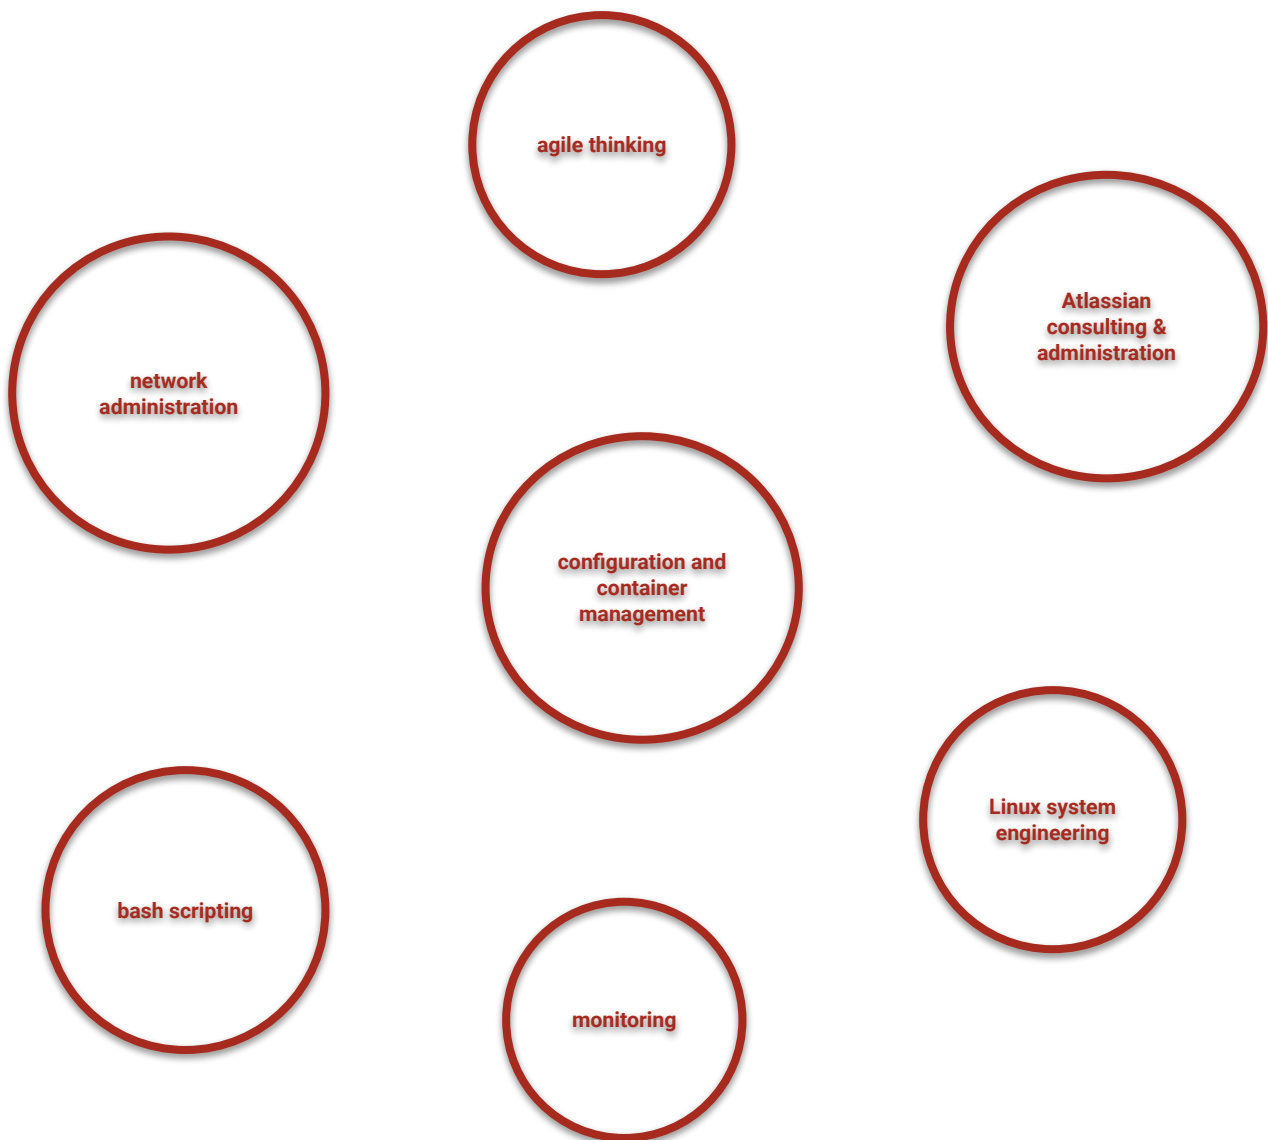 agile thinking
Atlassian
consulting &
administration
network
administration
configuration and
container
management
Linux system
engineering
bash scripting
monitoring